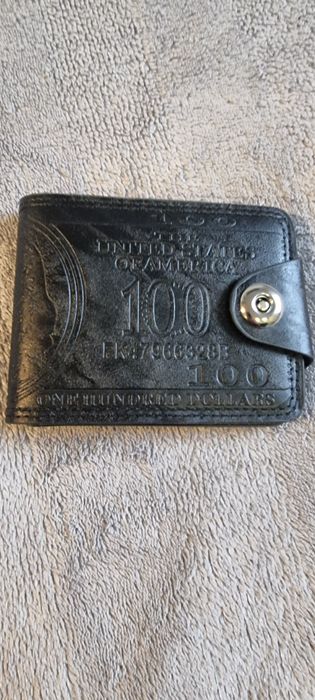 100
THE
UNITED STATES
OF AMERICA
100
100
ONE HUNDRED DOLLARS